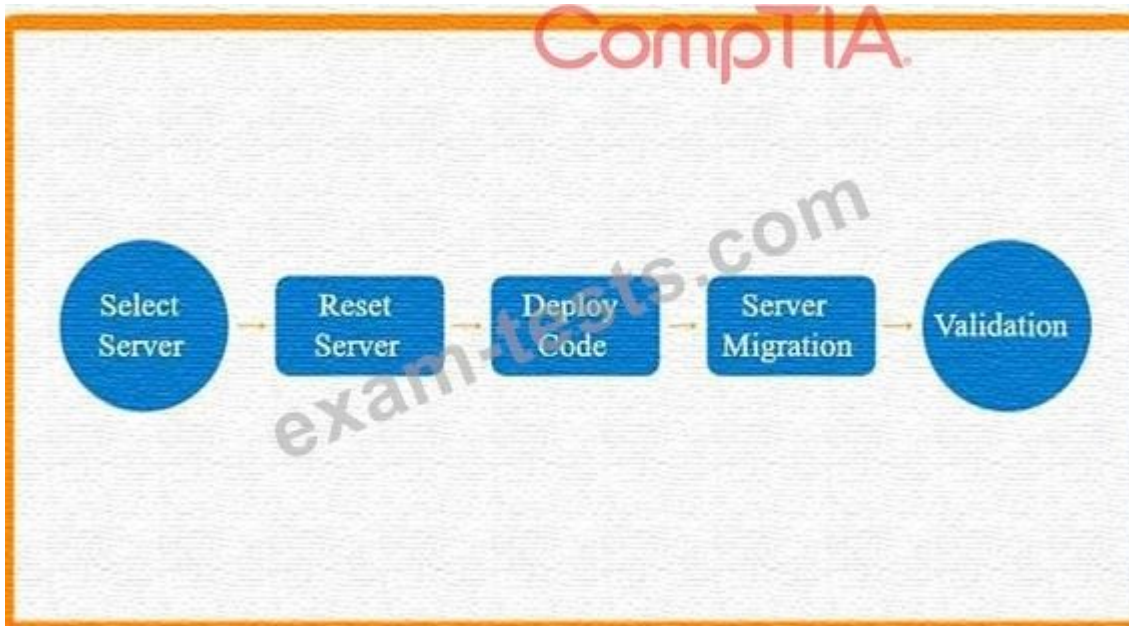 CompTIA.
Select
Server
Reset
Server
Deploy
Code
Server
Migration
Validation
exam-tests.com